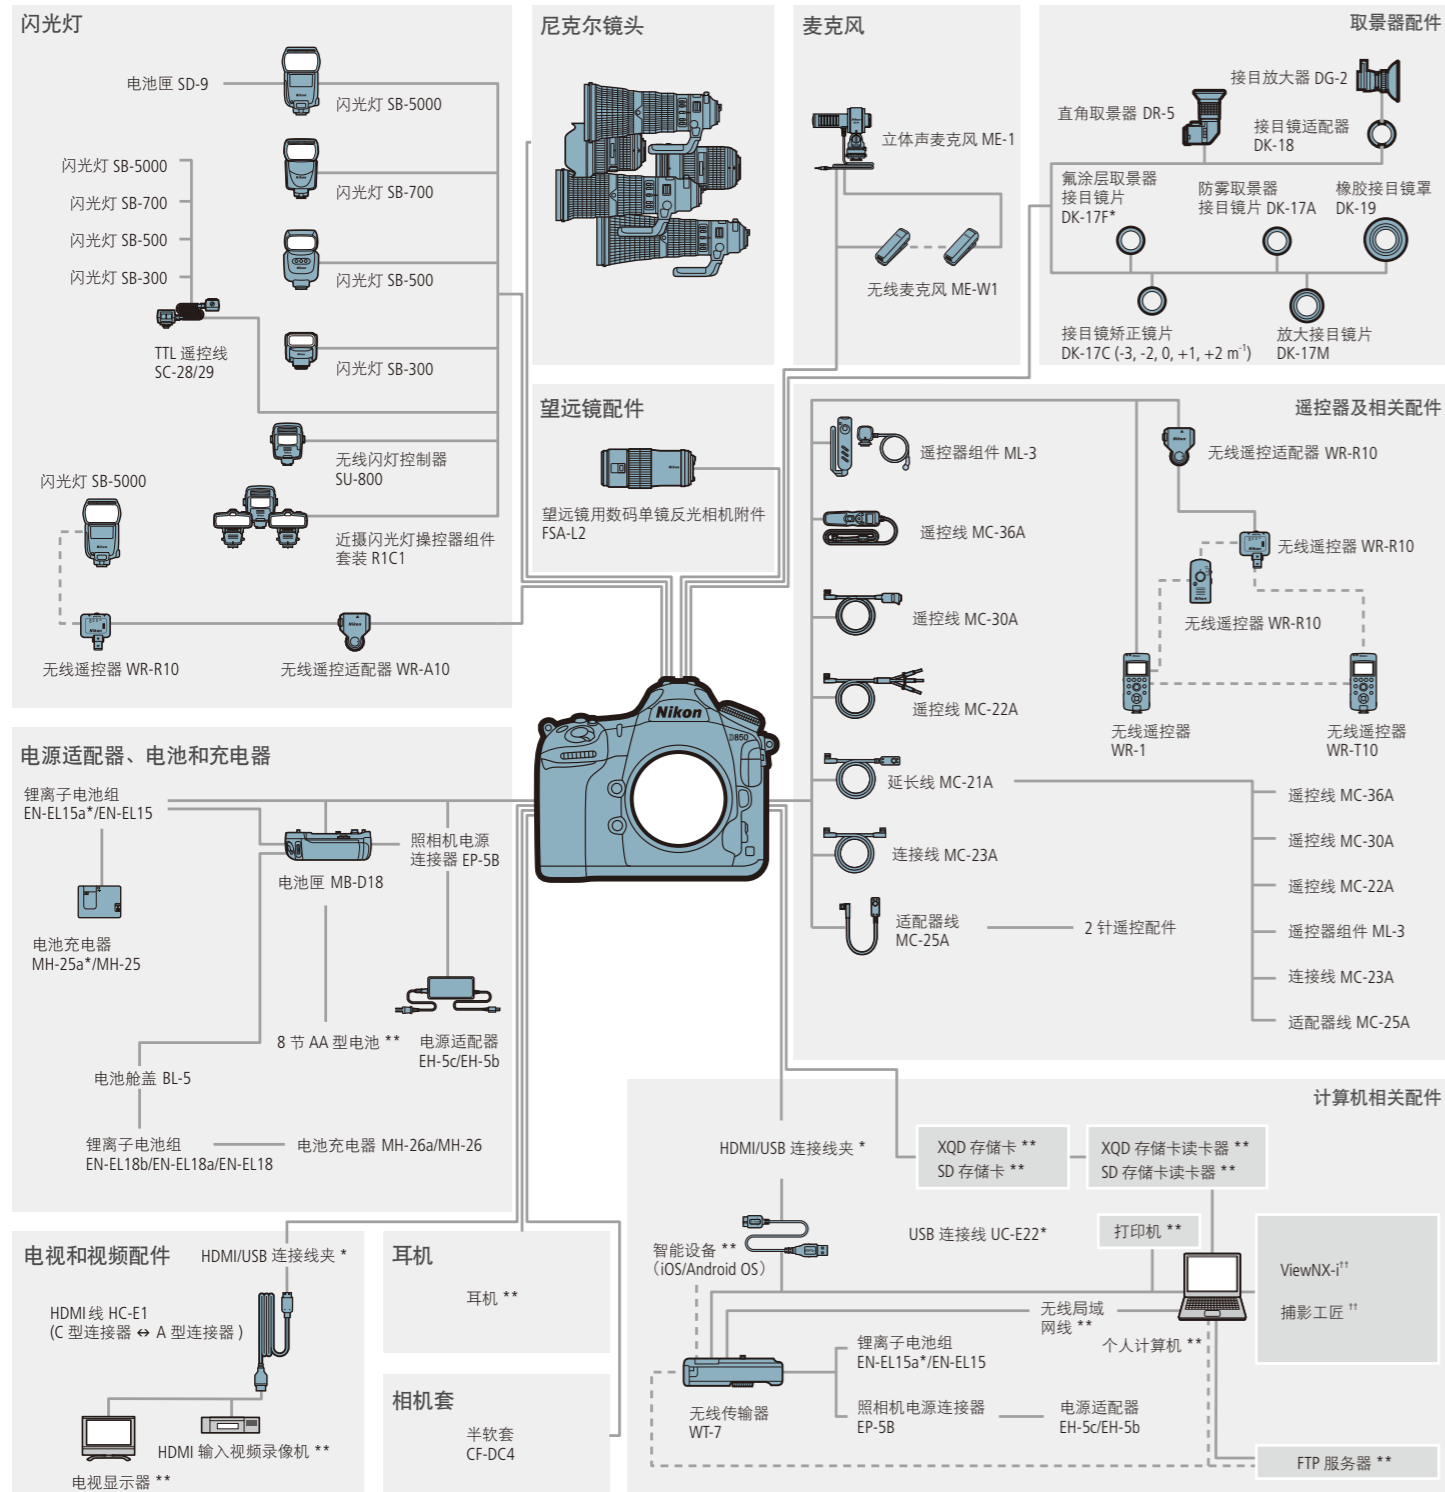 闪光灯
电池匣 SD-9
闪光灯 SB-5000
闪光灯 SB-5000
闪光灯 SB-700
闪光灯 SB-700
闪光灯 SB-500
闪光灯 SB-500
闪光灯 SB-300
TTL 遥控线
SC-28/29
闪光灯 SB-300
无线闪灯控制器
SU-800
闪光灯 SB-5000
近摄闪光灯操控器组件
套装 R1C1
无线遥控器 WR-R10
无线遥控适配器 WR-A10
尼克尔镜头
麦克风
立体声麦克风 ME-1
无线麦克风 ME-W1
取景器配件
接目放大器 DG-2
直角取景器 DR-5
接目镜适配器
DK-18
氟涂层取景器
接目镜片
DK-17F*
防雾取景器
接目镜片 DK-17A
橡胶接目镜罩
DK-19
接目镜矫正镜片
DK-17C (-3, -2, 0, +1, +2 m⁻¹)
放大接目镜片
DK-17M
望远镜配件
望远镜用数码单镜反光相机附件
FSA-L2
遥控器及相关配件
遥控器组件 ML-3
无线遥控适配器 WR-R10
遥控线 MC-36A
无线遥控器 WR-R10
遥控线 MC-30A
无线遥控器 WR-R10
遥控线 MC-22A
无线遥控器
WR-1
无线遥控器
WR-T10
延长线 MC-21A
遥控线 MC-36A
遥控线 MC-30A
连接线 MC-23A
遥控线 MC-22A
适配器线
MC-25A
2 针遥控配件
遥控器组件 ML-3
连接线 MC-23A
适配器线 MC-25A
Nikon
D850
电源适配器、电池和充电器
锂离子电池组
EN-EL15a*/EN-EL15
照相机电源
连接器 EP-5B
电池匣 MB-D18
电池充电器
MH-25a*/MH-25
8 节 AA 型电池 **
电源适配器
EH-5c/EH-5b
电池舱盖 BL-5
锂离子电池组
EN-EL18b/EN-EL18a/EN-EL18
电池充电器 MH-26a/MH-26
电视和视频配件
HDMI/USB 连接线夹 *
HDMI 线 HC-E1
(C 型连接器 ↔ A 型连接器 )
HDMI 输入视频录像机 **
电视显示器 **
耳机
耳机 **
相机套
半软套
CF-DC4
计算机相关配件
HDMI/USB 连接线夹 *
XQD 存储卡 **
SD 存储卡 **
XQD 存储卡读卡器 **
SD 存储卡读卡器 **
USB 连接线 UC-E22*
打印机 **
智能设备 **
（iOS/Android OS）
ViewNX-i††
捕影工匠 ††
无线局域
网线 **
个人计算机 **
锂离子电池组
EN-EL15a*/EN-EL15
无线传输器
WT-7
照相机电源连接器
EP-5B
电源适配器
EH-5c/EH-5b
FTP 服务器 **